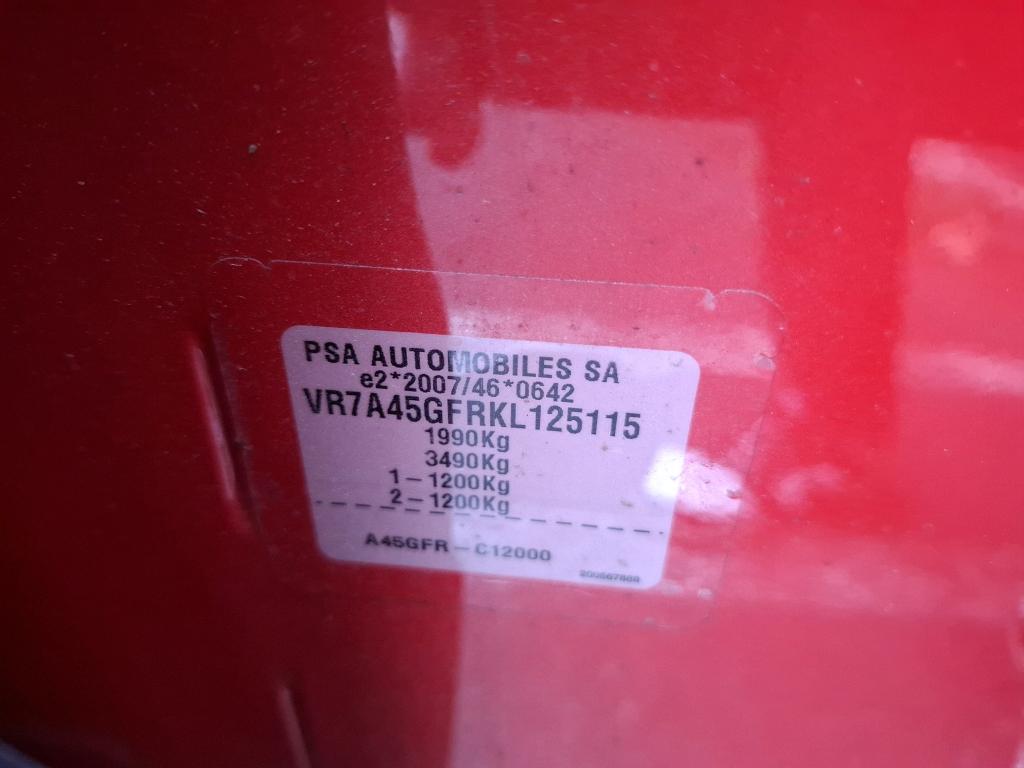 PSA AUTOMOBILES SA
e2*2007/46*0642
VR7A45GFRKL125115
1990Kg
3490Kg
1-1200Kg
2-1200Kg
A45GFR-C12000